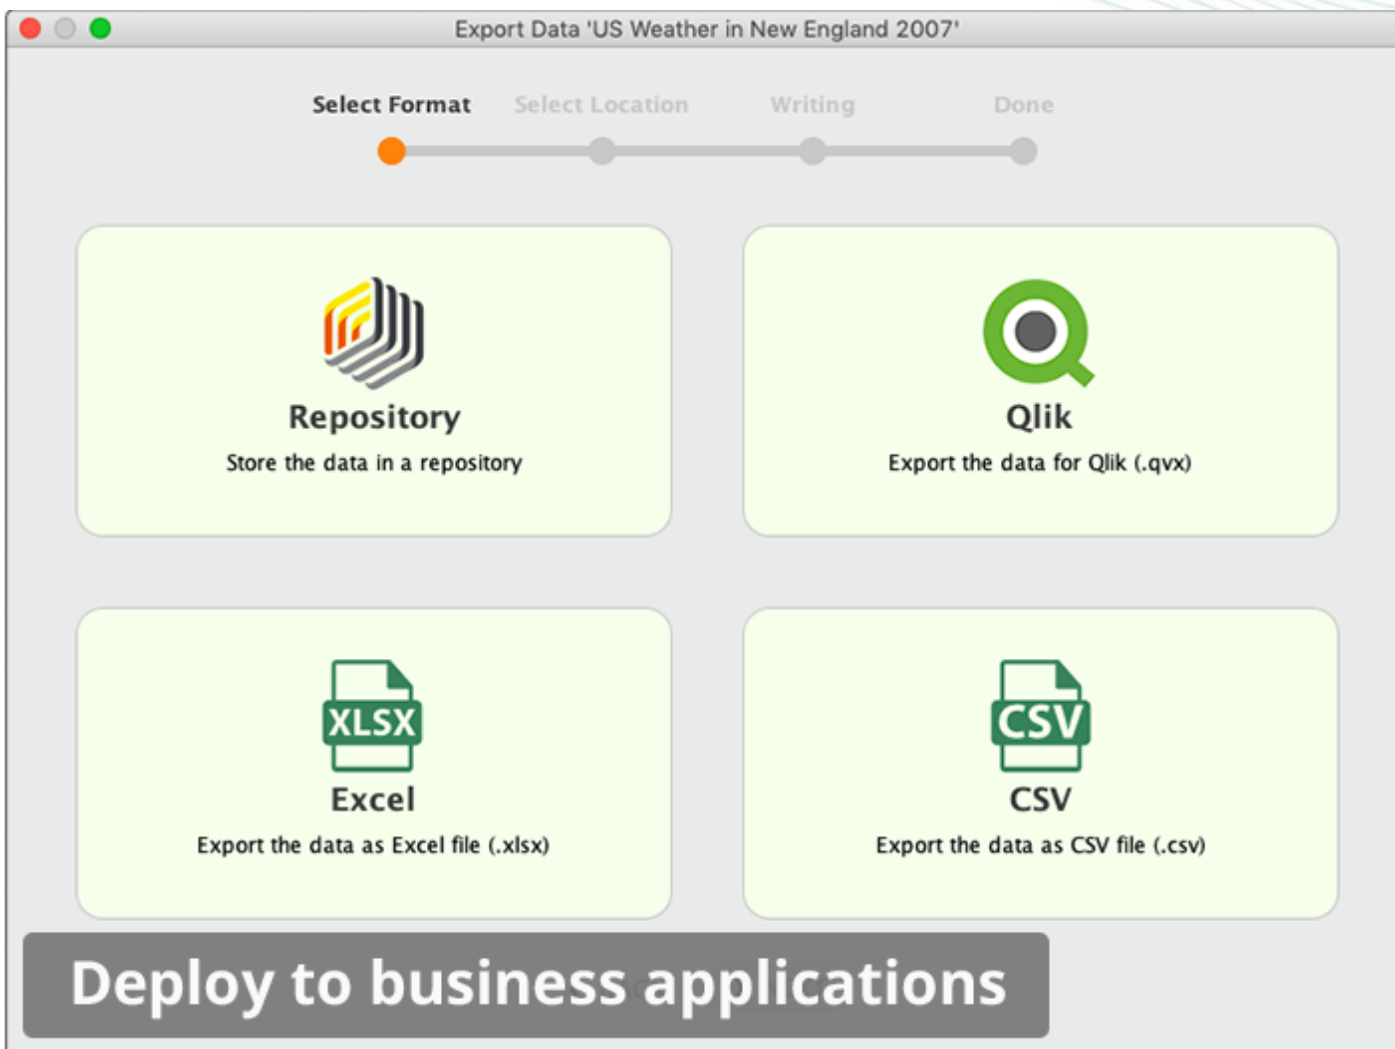 Export Data 'US Weather in New England 2007'
Select Format Select Location Writing Done
Repository
Store the data in a repository
Qlik
Export the data for Qlik (.qvx)
XLSX
Excel
Export the data as Excel file (.xlsx)
CSV
CSV
Export the data as CSV file (.csv)
Deploy to business applications